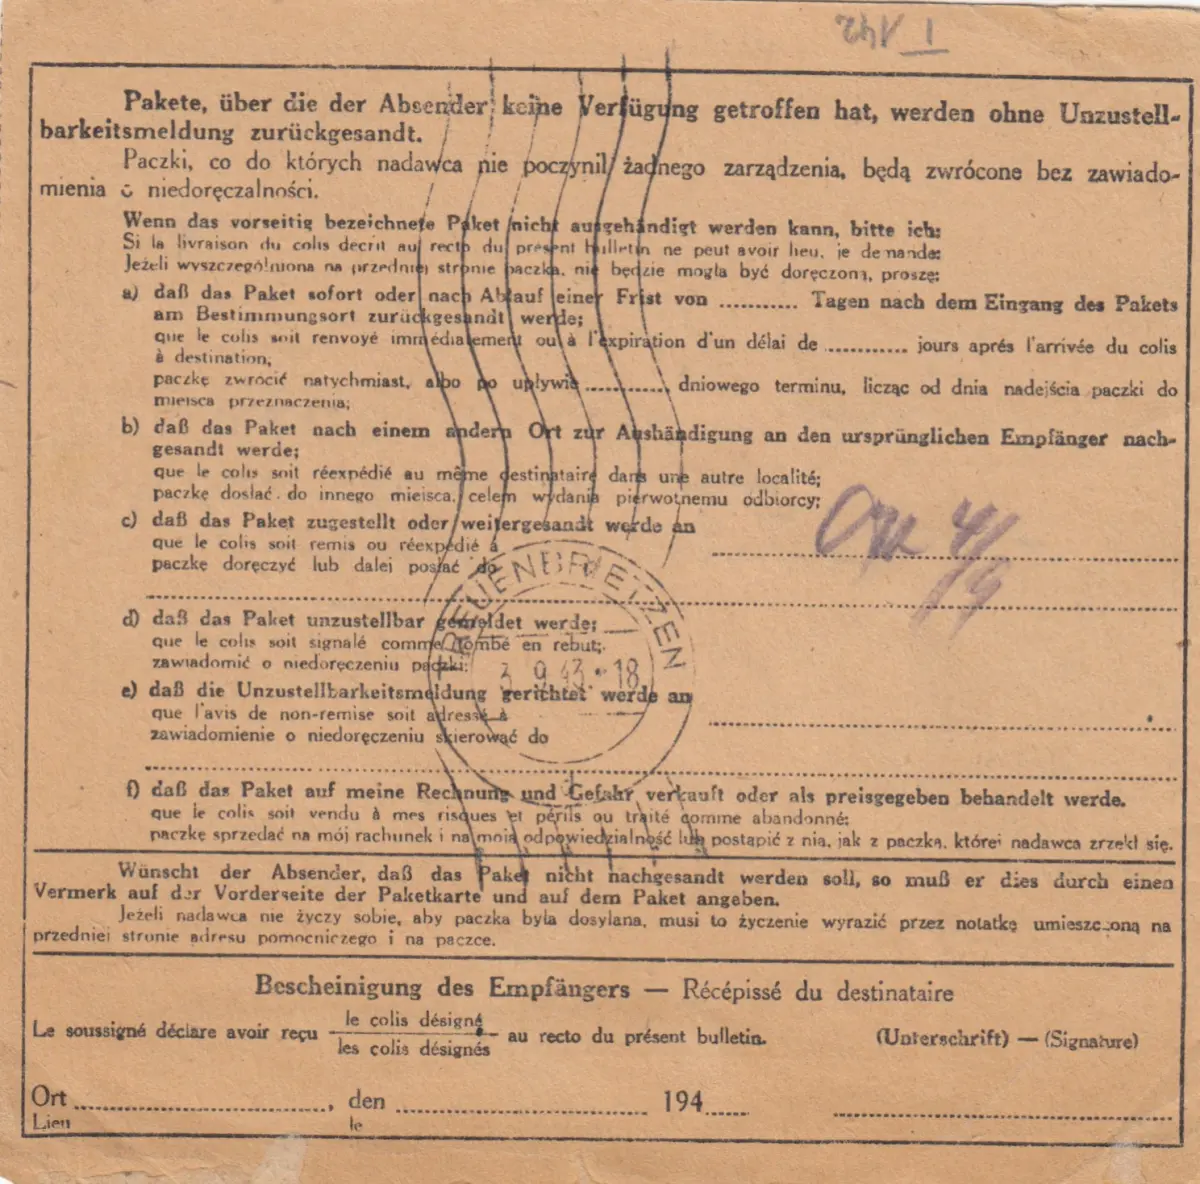 Pakete, über die der Absender keine Verfügung getroffen hat, werden ohne Unzustell-
barkeitsmeldung zurückgesandt.
Paczki, co do których nadawca nie poczynił żadnego zarządzenia, będą zwrócone bez zawiado-
mienia o niedoręczalności.
Wenn das vorseitig bezeichnete Paket nicht ausgehändigt werden kann, bitte ich:
Si la livraison du colis décrit au recto du présent bulletin ne peut avoir lieu, je demande:
Jeżeli wyszczególniona na przedniej stronie paczka, nie będzie mogła być doręczona, proszę:
a) daß das Paket sofort oder nach Ablauf einer Frist von ........... Tagen nach dem Eingang des Pakets
am Bestimmungsort zurückgesandt werde;
que le colis soit renvoyé immédiatement ou à l'expiration d'un délai de ............ jours aprés l'arrivée du colis
à destination;
paczkę zwrócić natychmiast, albo po upływie ............ dniowego terminu, licząc od dnia nadejścia paczki do
miejsca przeznaczenia;
b) daß das Paket nach einem andern Ort zur Aushändigung an den ursprünglichen Empfänger nach-
gesandt werde;
que le colis soit réexpédié au même destinataire dans une autre localité;
paczkę dosłać do innego miejsca, celem wydania pierwotnemu odbiorcy;
c) daß das Paket zugestellt oder weitergesandt werde an
que le colis soit remis ou réexpédié à
paczkę doręczyć lub dalej posłać do
d) daß das Paket unzustellbar gemeldet werde;
que le colis soit signalé comme tombé en rebut;
zawiadomić o niedoręczeniu paczki;
TREUENBRIETZEN
3.9.43-18
e) daß die Unzustellbarkeitsmeldung gerichtet werde an
que l'avis de non-remise soit adressé à
zawiadomienie o niedoręczeniu skierować do
f) daß das Paket auf meine Rechnung und Gefahr verkauft oder als preisgegeben behandelt werde.
que le colis soit vendu à mes risques et périls ou traité comme abandonné;
paczkę sprzedać na mój rachunek i na moją odpowiedzialność lub postąpić z nią, jak z paczką, której nadawca zrzekł się.
Wünscht der Absender, daß das Paket nicht nachgesandt werden soll, so muß er dies durch einen
Vermerk auf der Vorderseite der Paketkarte und auf dem Paket angeben.
Jeżeli nadawca nie życzy sobie, aby paczka była dosyłana, musi to życzenie wyrazić przez notatkę umieszczoną na
przedniej stronie adresu pomocniczego i na paczce.
Bescheinigung des Empfängers — Récépissé du destinataire
Le soussigné déclare avoir reçu le colis désigné
les colis désignés au recto du présent bulletin.
(Unterschrift) — (Signature)
Ort ............, den ............ 194......
Lieu le